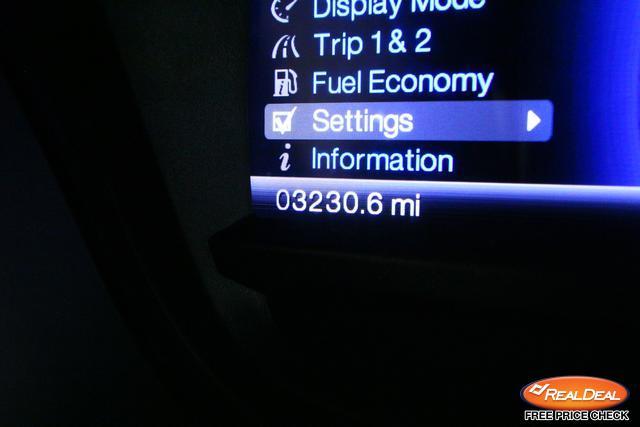 Display Mode
Trip 1 & 2
Fuel Economy
Settings
Information
03230.6 mi
REALDEAL
FREE PRICE CHECK